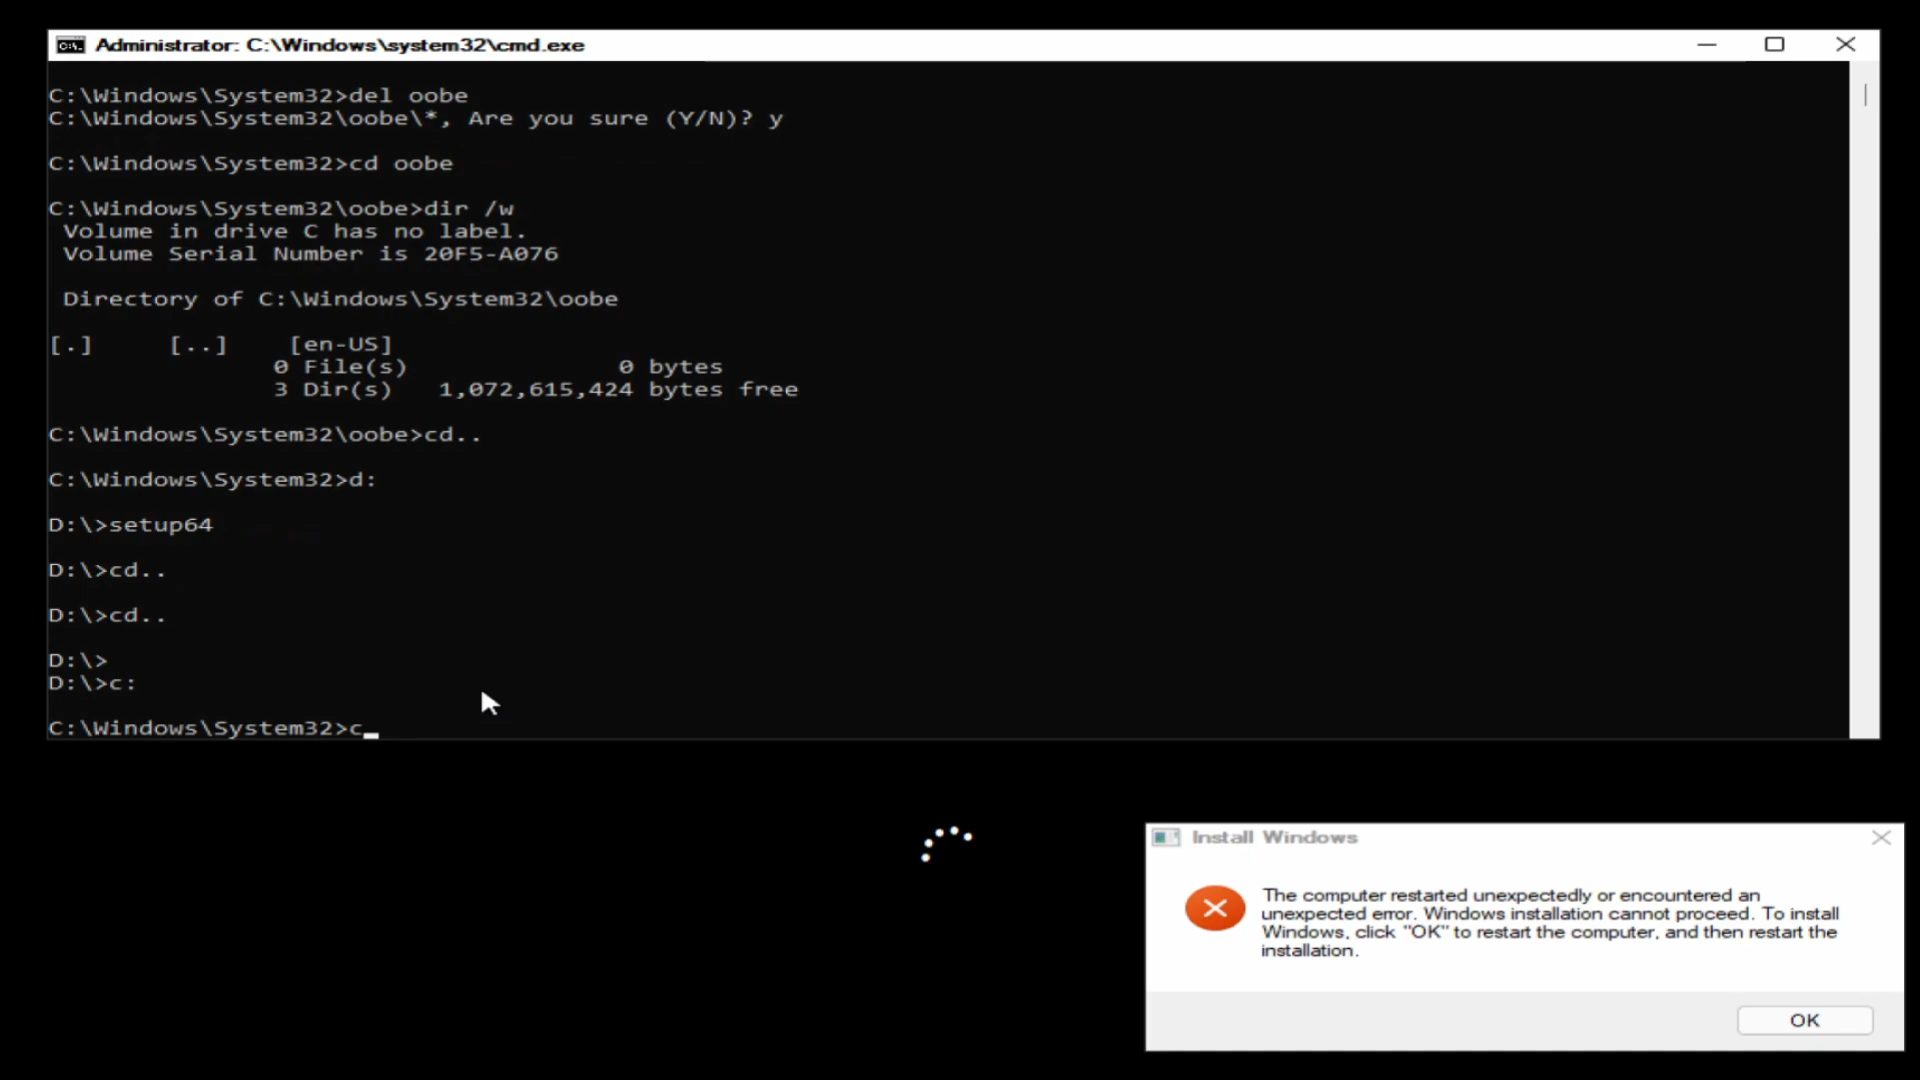 Administrator: C:\Windows\system32\cmd.exe
C:\Windows\System32>del oobe
C:\Windows\System32\oobe\*, Are you sure (Y/N)? y
C:\Windows\System32>cd oobe
C:\Windows\System32\oobe>dir /w
Volume in drive C has no label.
Volume Serial Number is 20F5-A076
Directory of C:\Windows\System32\oobe
[.] [..] [en-US]
0 File(s) 0 bytes
3 Dir(s) 1,072,615,424 bytes free
C:\Windows\System32\oobe>cd..
C:\Windows\System32>d:
D:\>setup64
D:\>cd..
D:\>cd..
D:\>
D:\>c:
C:\Windows\System32>c_
Install Windows
The computer restarted unexpectedly or encountered an
unexpected error. Windows installation cannot proceed. To install
Windows, click "OK" to restart the computer, and then restart the
installation.
OK